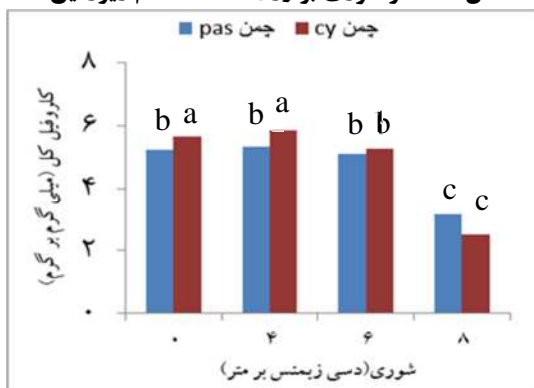 چمن pas چمن cy
کلروفیل کل (میلی گرم بر گرم)
۸
۶
۴
۲
۰
b a b a b b c c
۰ ۴ ۶ ۸
شوری(دسی زیمنس بر متر)